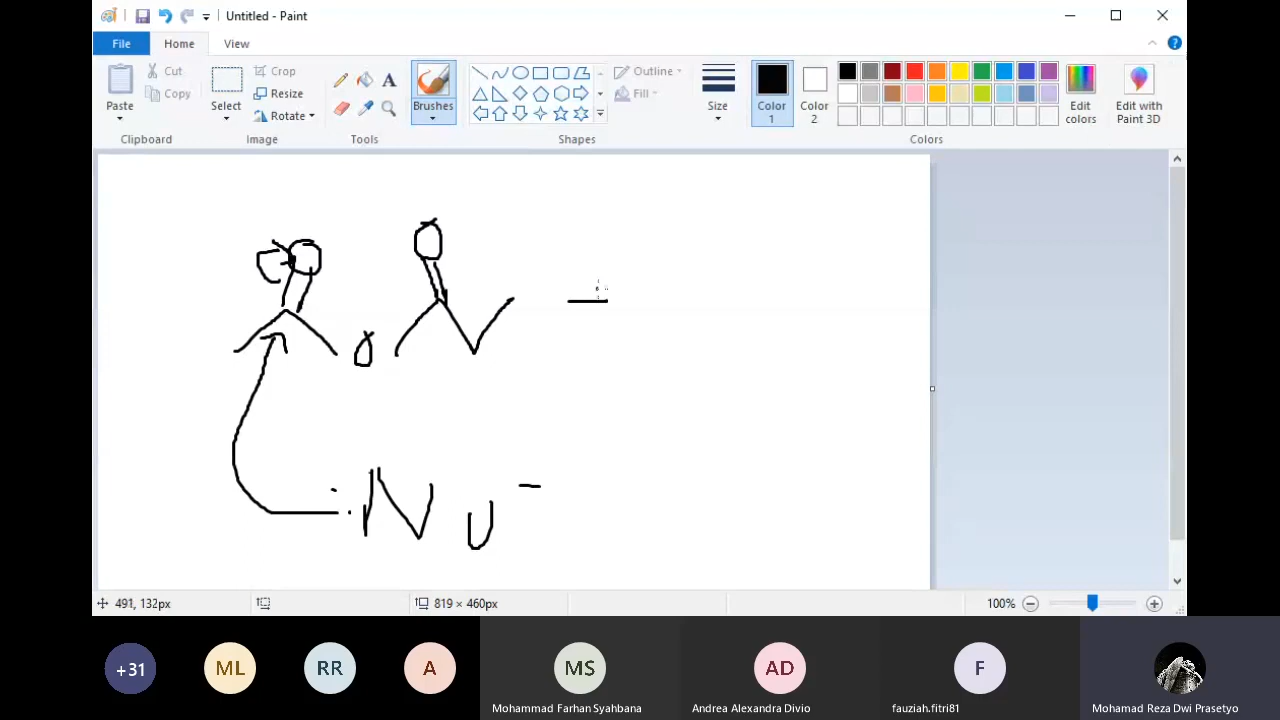 Untitled - Paint
File Home View
Paste Cut Copy Clipboard
Select Crop Resize Rotate Image
A Tools
Brushes
Outline Fill Shapes
Size
Color 1 Color 2 Edit colors Edit with Paint 3D Colors
O O
O
:Nu -
491, 132px 819 × 460px 100%
+31 ML RR A MS AD F
Mohammad Farhan Syahbana Andrea Alexandra Divio fauziah.fitri81 Mohamad Reza Dwi Prasetyo